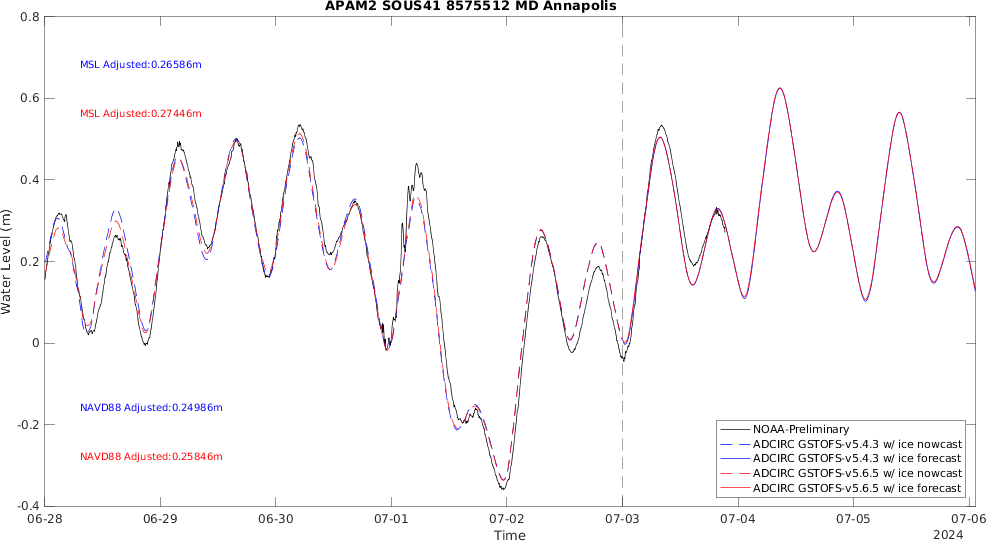 APAM2 SOUS41 8575512 MD Annapolis
0.8
0.6
0.4
0.2
0
-0.2
-0.4
Water Level (m)
MSL Adjusted:0.26586m
MSL Adjusted:0.27446m
NAVD88 Adjusted:0.24986m
NAVD88 Adjusted:0.25846m
NOAA-Preliminary
ADCIRC GSTOFS-v5.4.3 w/ ice nowcast
ADCIRC GSTOFS-v5.4.3 w/ ice forecast
ADCIRC GSTOFS-v5.6.5 w/ ice nowcast
ADCIRC GSTOFS-v5.6.5 w/ ice forecast
06-28 06-29 06-30 07-01 07-02 07-03 07-04 07-05 07-06
Time
2024